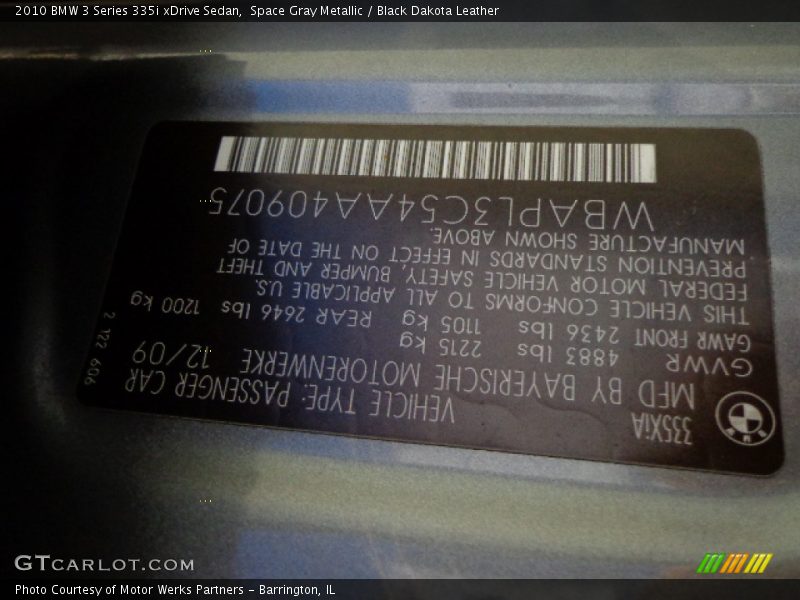 2010 BMW 3 Series 335i xDrive Sedan,  Space Gray Metallic / Black Dakota Leather
335XiA
VEHICLE TYPE: PASSENGER CAR
MFD BY BAYERISCHE MOTORENWERKE 12/09
GVWR 4883 lbs 2215 kg
GAWR FRONT 2436 lbs 1105 kg REAR 2646 lbs 1200 kg
THIS VEHICLE CONFORMS TO ALL APPLICABLE U.S.
FEDERAL MOTOR VEHICLE SAFETY, BUMPER AND THEFT
PREVENTION STANDARDS IN EFFECT ON THE DATE OF
MANUFACTURE SHOWN ABOVE.
WBAPL3C54AA409075
2 122 606
GTCARLOT.COM
Photo Courtesy of Motor Werks Partners - Barrington, IL